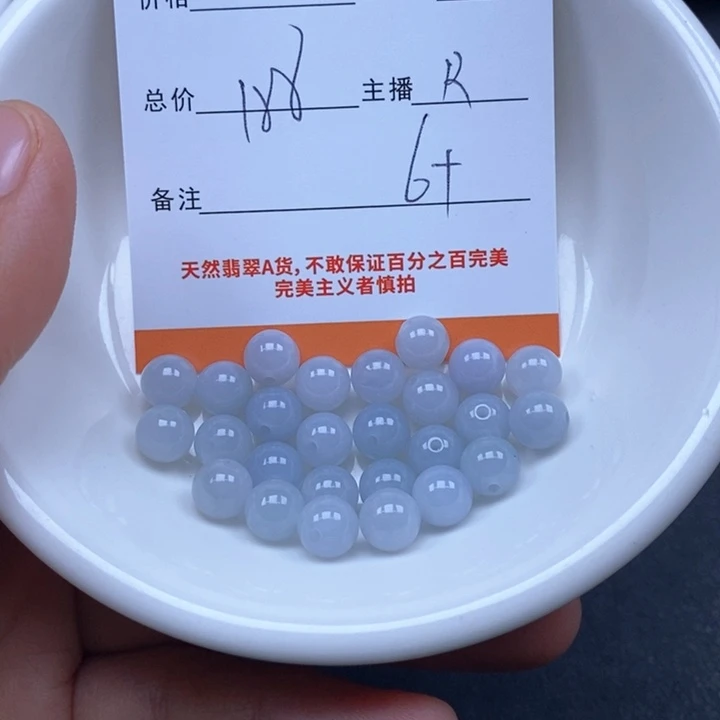 价格
总价 188 主播 R
备注 6+
天然翡翠A货,不敢保证百分之百完美
完美主义者慎拍